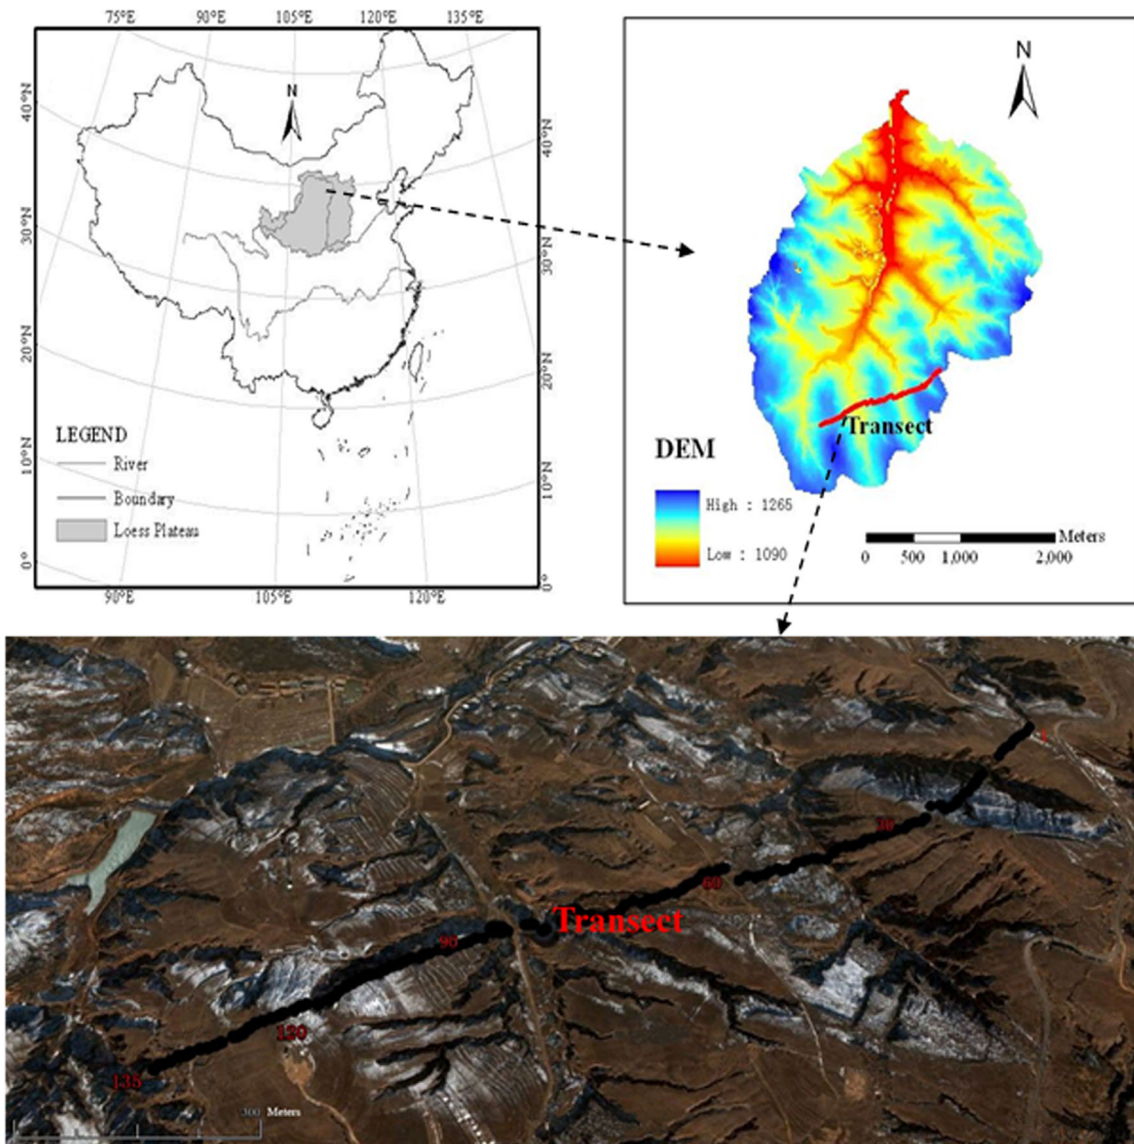 75°E 90°E 105°E 120°E 135°E
N
40°N
30°N
20°N
10°N
0°
40°N
30°N
20°N
10°N
0°
LEGEND
River
Boundary
Loess Plateau
90°E 105°E 120°E
N
Transect
DEM
High : 1265
Low : 1090
Meters
0 500 1,000 2,000
1
30
60
Transect
90
120
135
300 Meters